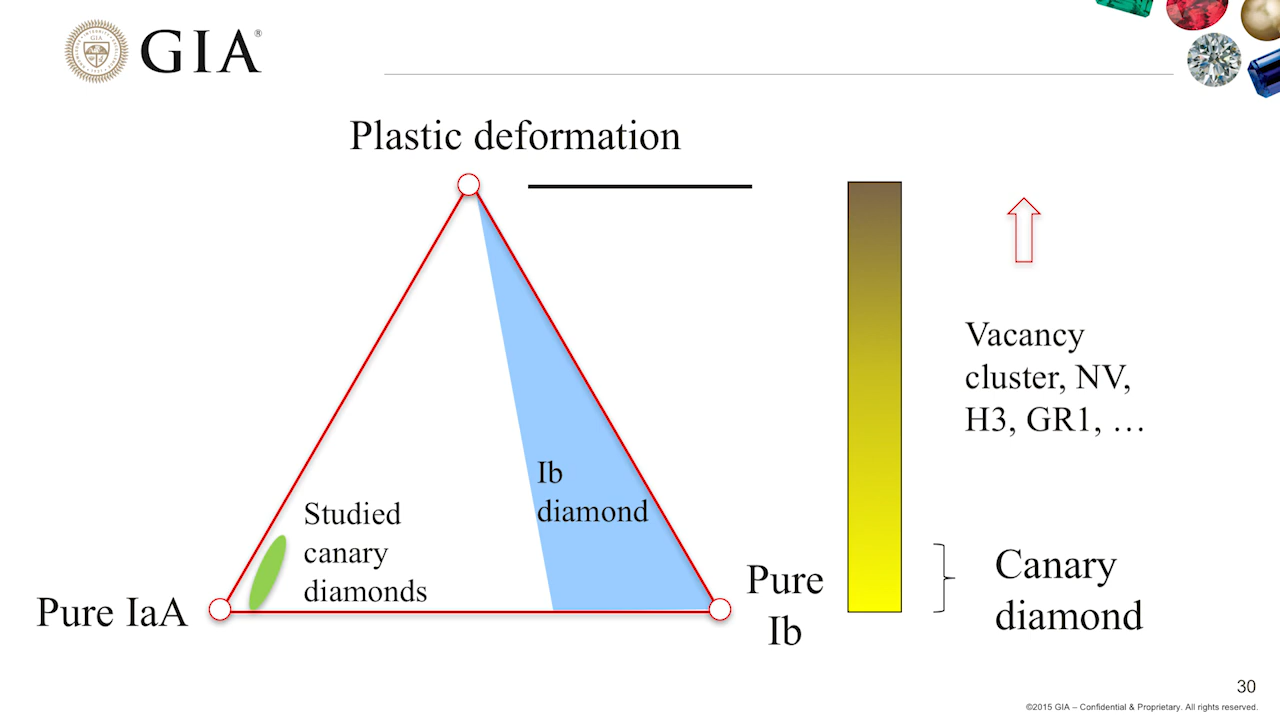 GIA®
Plastic deformation
Vacancy
cluster, NV,
H3, GR1, …
Ib
diamond
Studied
canary
diamonds
Pure IaA
Pure
Ib
Canary
diamond
30
©2015 GIA – Confidential & Proprietary. All rights reserved.